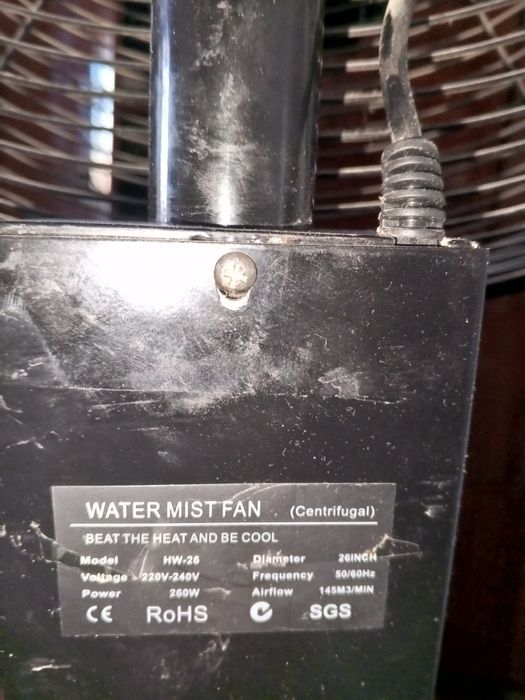 WATER MIST FAN (Centrifugal)
BEAT THE HEAT AND BE COOL
Model HW-26 Diameter 26INCH
Voltage 220V-240V Frequency 50/60Hz
Power 260W Airflow 145M3/MIN
CE RoHS SGS